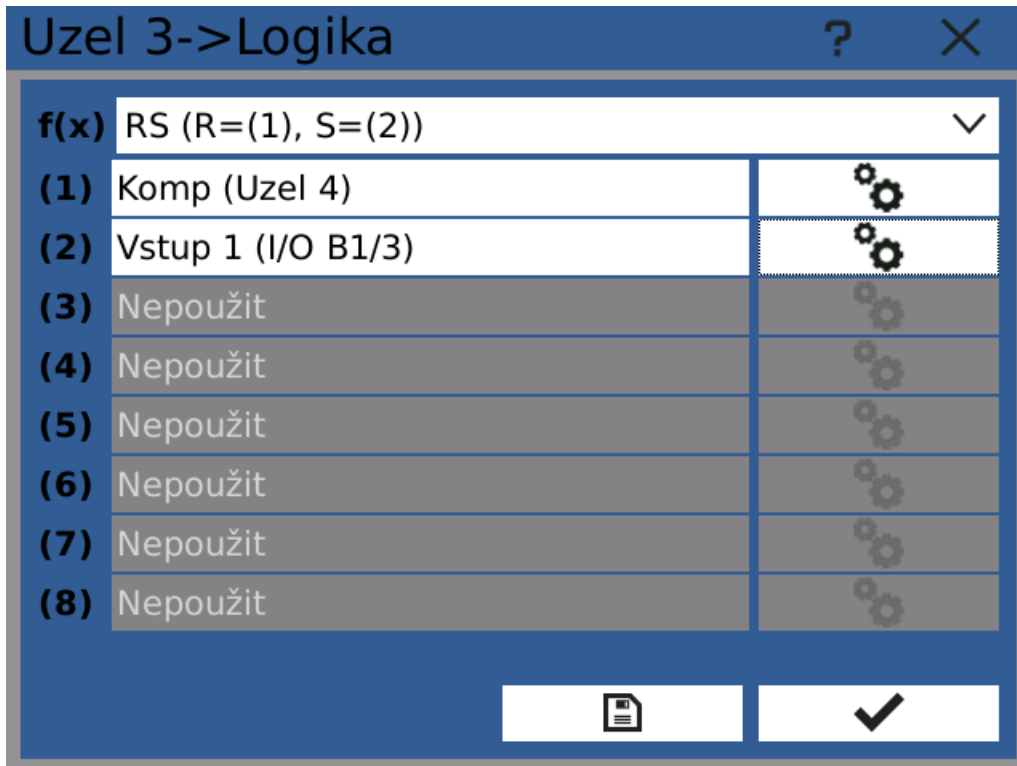 Uzel 3->Logika ?
f(x) RS (R=(1), S=(2))
(1) Komp (Uzel 4)
(2) Vstup 1 (I/O B1/3)
(3) Nepoužit
(4) Nepoužit
(5) Nepoužit
(6) Nepoužit
(7) Nepoužit
(8) Nepoužit